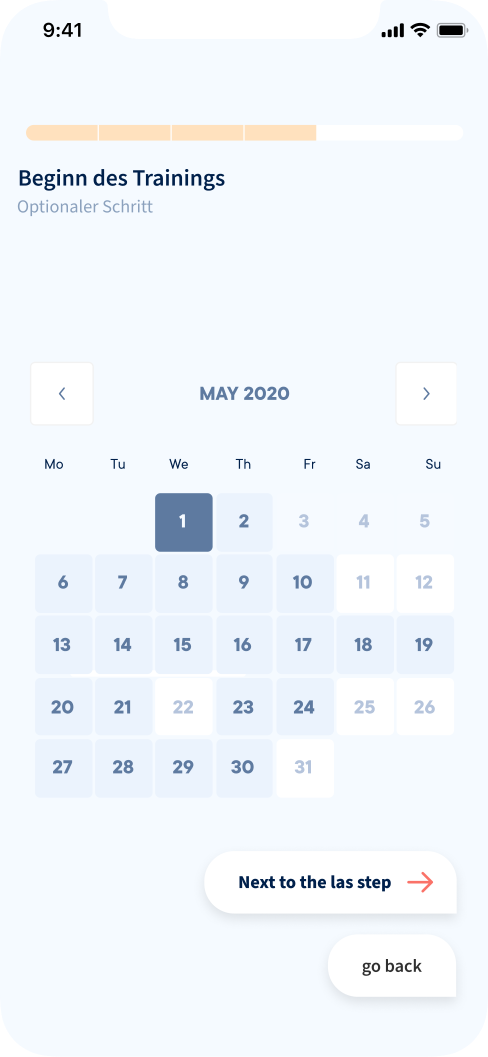 9:41
Beginn des Trainings
Optionaler Schritt
MAY 2020
Mo Tu We Th Fr Sa Su
1 2 3 4 5
6 7 8 9 10 11 12
13 14 15 16 17 18 19
20 21 22 23 24 25 26
27 28 29 30 31
Next to the las step
go back